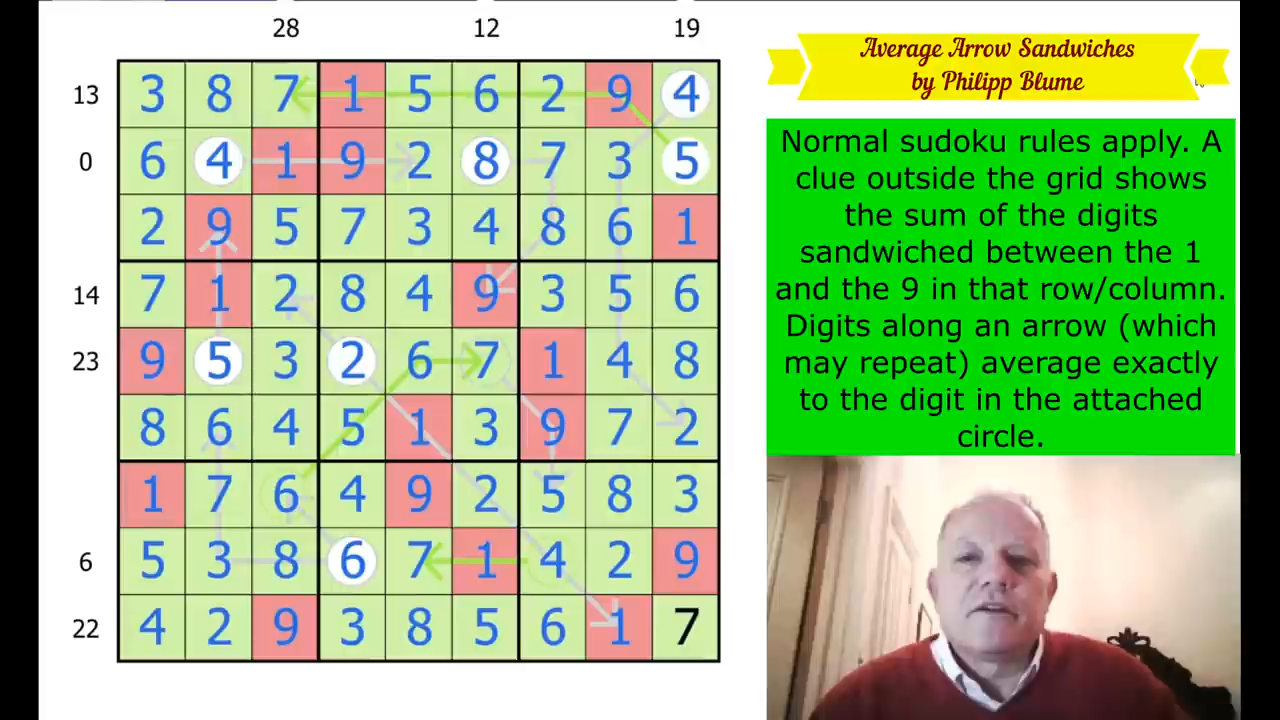 28 12 19
Average Arrow Sandwiches
by Philipp Blume
13 3 8 7 1 5 6 2 9 4
0 6 4 1 9 2 8 7 3 5
2 9 5 7 3 4 8 6 1
14 7 1 2 8 4 9 3 5 6
23 9 5 3 2 6 7 1 4 8
8 6 4 5 1 3 9 7 2
1 7 6 4 9 2 5 8 3
6 5 3 8 6 7 1 4 2 9
22 4 2 9 3 8 5 6 1 7
Normal sudoku rules apply. A
clue outside the grid shows
the sum of the digits
sandwiched between the 1
and the 9 in that row/column.
Digits along an arrow (which
may repeat) average exactly
to the digit in the attached
circle.